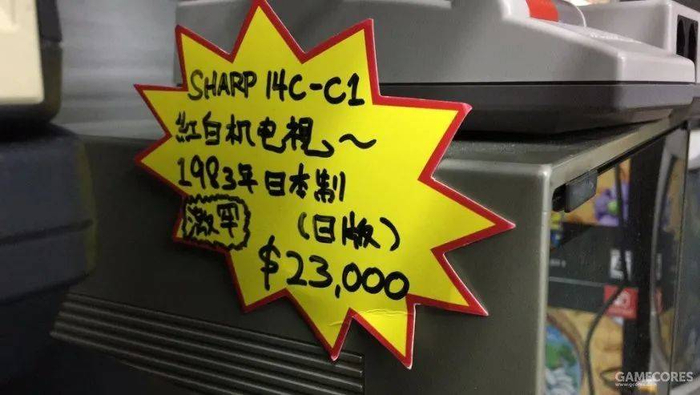 SHARP 14C-C1
紅白机电視～
1983年日本制
激罕
(日版)
$23,000
GAMECORES